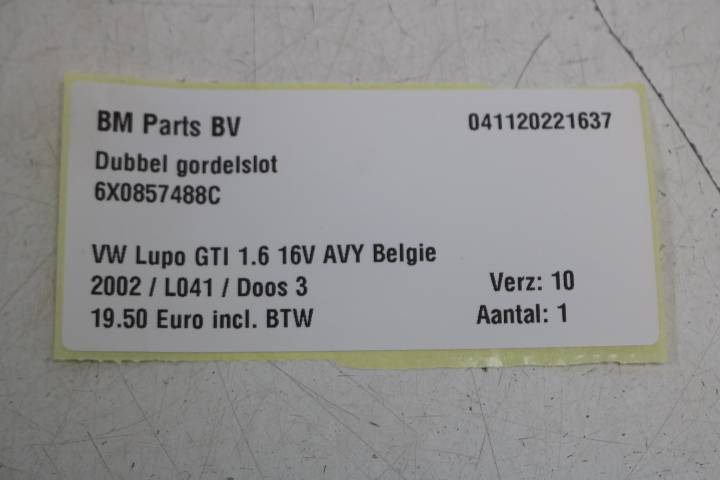 BM Parts BV 041120221637
Dubbel gordelslot
6X0857488C
VW Lupo GTI 1.6 16V AVY Belgie
2002 / L041 / Doos 3 Verz: 10
19.50 Euro incl. BTW Aantal: 1